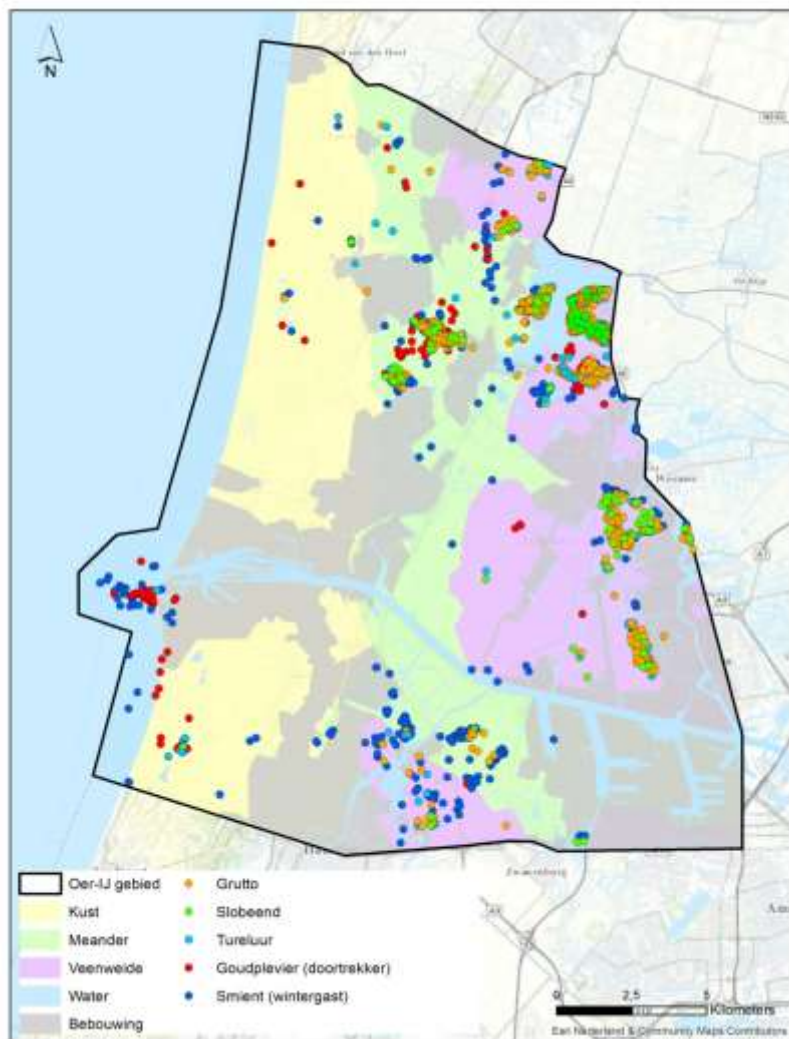 N
Oer-IJ gebied
Kust
Meander
Veenweide
Water
Bebouwing
Grutto
Slobeend
Tureluur
Goudplevier (doortrekker)
Smient (wintergast)
0 2,5 5
Kilometers
Esri Nederland & Community Maps Contributors